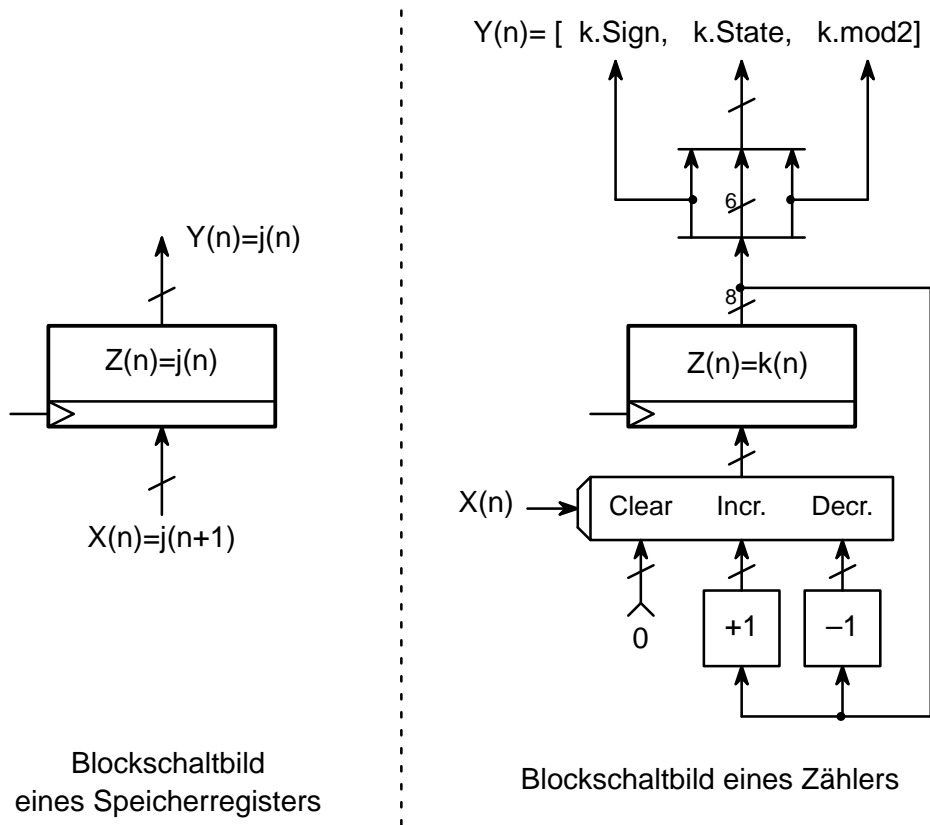 Y(n)= [ k.Sign, k.State, k.mod2]
6
Y(n)=j(n)
8
Z(n)=j(n)
Z(n)=k(n)
X(n)
Clear Incr. Decr.
X(n)=j(n+1)
0
+1
–1
Blockschaltbild
eines Speicherregisters
Blockschaltbild eines Zählers